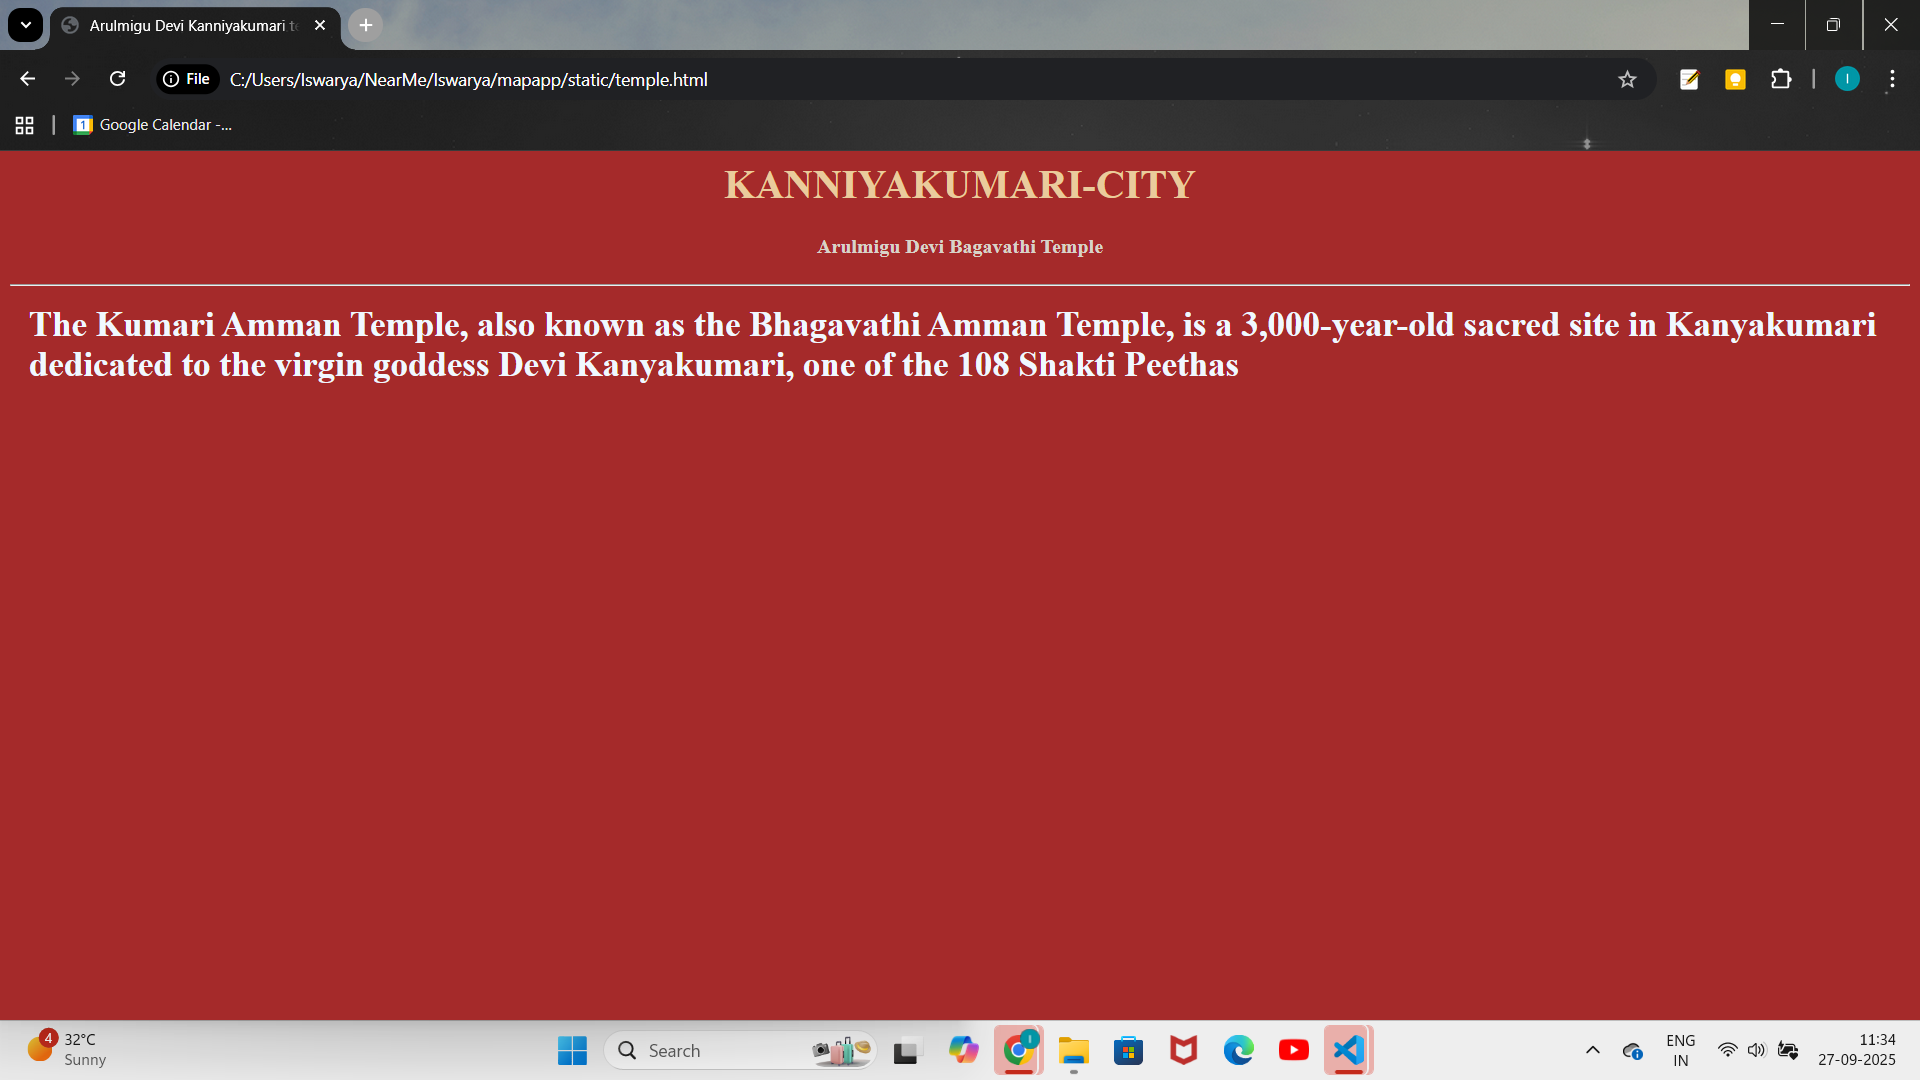 Arulmigu Devi Kanniyakumari te
File
C:/Users/Iswarya/NearMe/Iswarya/mapapp/static/temple.html
I
1
Google Calendar -...
KANNIYAKUMARI-CITY
Arulmigu Devi Bagavathi Temple
The Kumari Amman Temple, also known as the Bhagavathi Amman Temple, is a 3,000-year-old sacred site in Kanyakumari
dedicated to the virgin goddess Devi Kanyakumari, one of the 108 Shakti Peethas
4
32°C
Sunny
Search
I
ENG
IN
11:34
27-09-2025